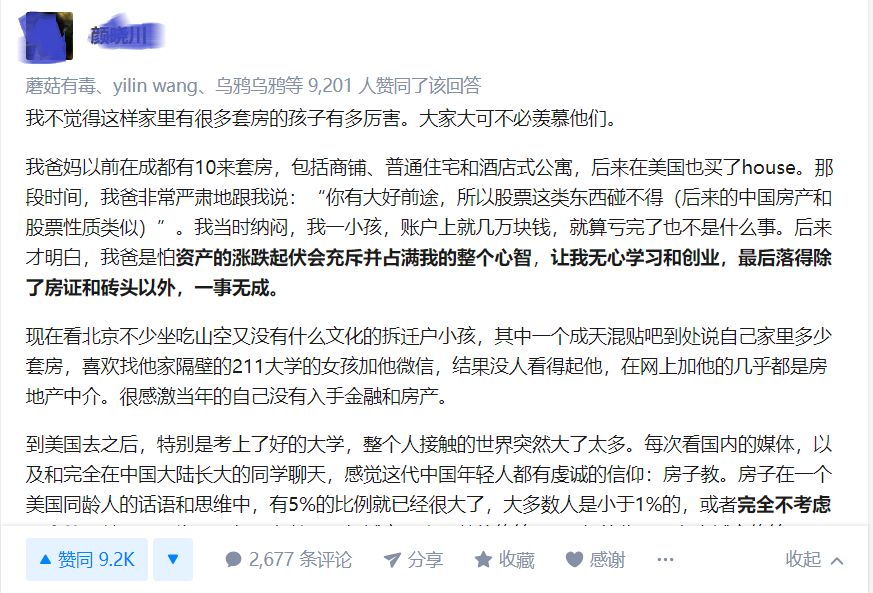 蘑菇有毒、yilin wang、乌鸦乌鸦等 9,201 人赞同了该回答
我不觉得这样家里有很多套房的孩子有多厉害。大家大可不必羡慕他们。
我爸妈以前在成都有10来套房，包括商铺、普通住宅和酒店式公寓，后来在美国也买了house。那
段时间，我爸非常严肃地跟我说：“你有大好前途，所以股票这类东西碰不得（后来的中国房产和
股票性质类似）”。我当时纳闷，我一小孩，账户上就几万块钱，就算亏完了也不是什么事。后来
才明白，我爸是怕资产的涨跌起伏会充斥并占满我的整个心智，让我无心学习和创业，最后落得除
了房证和砖头以外，一事无成。
现在看北京不少坐吃山空又没有什么文化的拆迁户小孩，其中一个成天混贴吧到处说自己家里多少
套房，喜欢找他家隔壁的211大学的女孩加他微信，结果没人看得起他，在网上加他的几乎都是房
地产中介。很感激当年的自己没有入手金融和房产。
到美国去之后，特别是考上了好的大学，整个人接触的世界突然大了太多。每次看国内的媒体，以
及和完全在中国大陆长大的同学聊天，感觉这代中国年轻人都有虔诚的信仰：房子教。房子在一个
美国同龄人的话语和思维中，有5%的比例就已经很大了，大多数人是小于1%的，或者完全不考虑
赞同 9.2K 2,677 条评论 分享 收藏 感谢 收起